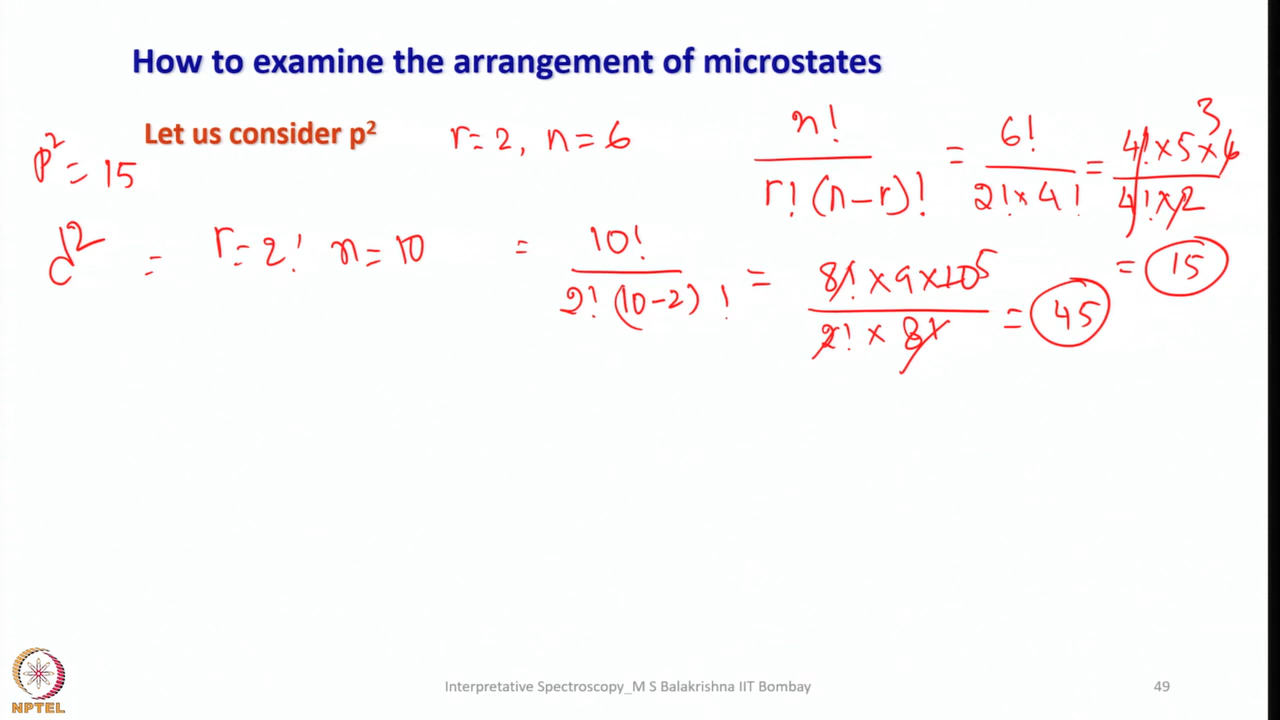 How to examine the arrangement of microstates
Let us consider p² r = 2, n = 6 n! / r! (n-r)! = 6! / 2! × 4! = 4! × 5 × 6 3 / 4! × 2 = 15
p² = 15
d² = r = 2! n = 10 = 10! / 2! (10-2) ! = 8! × 9 × 10 5 / 2! × 8! = 45
NPTEL
Interpretative Spectroscopy_M S Balakrishna IIT Bombay
49